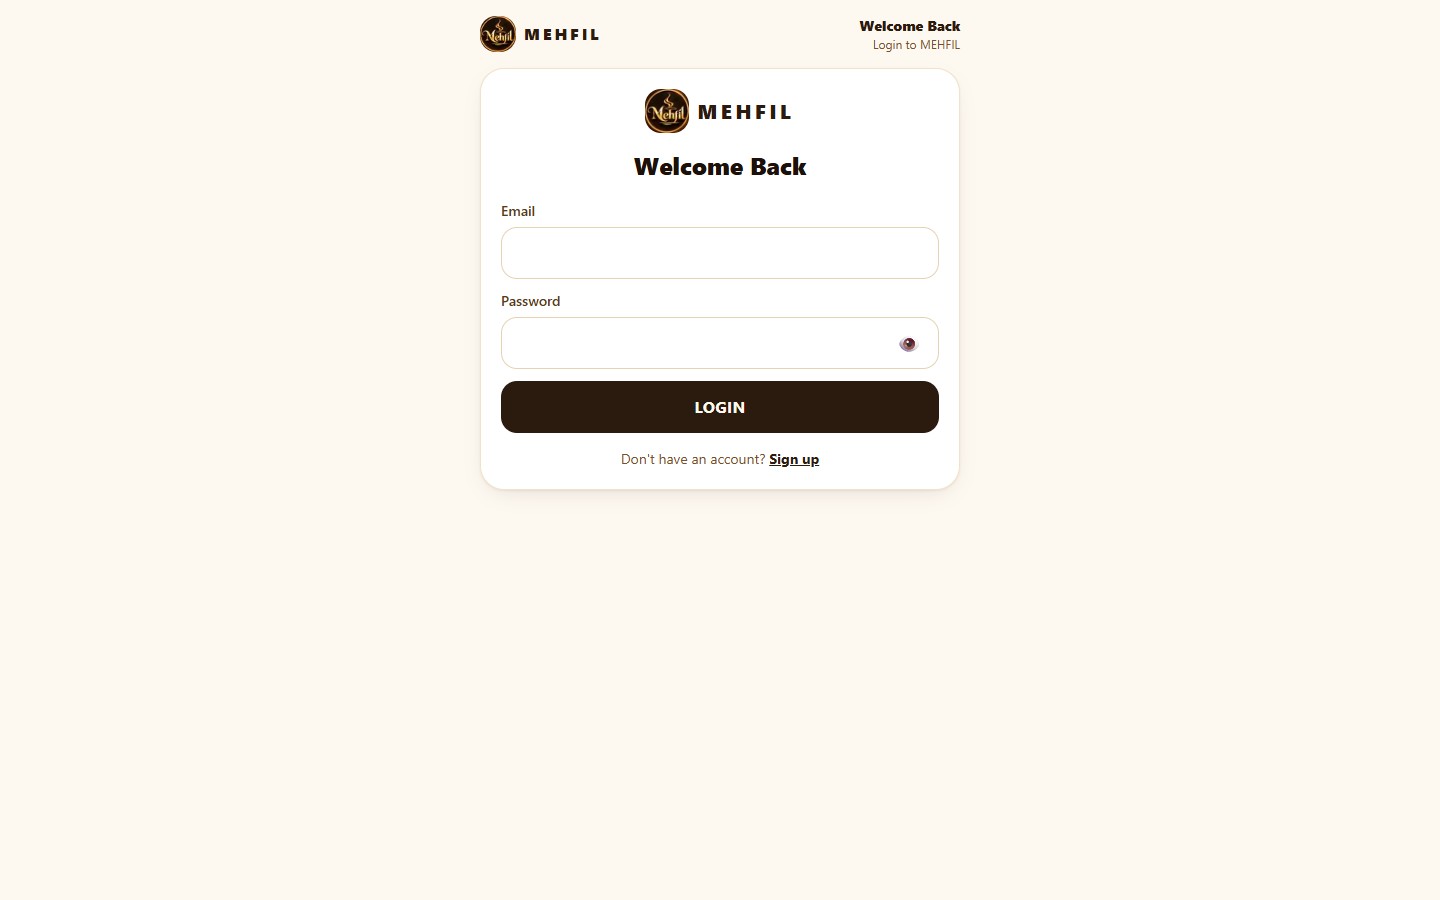 Mehfil MEHFIL
Welcome Back
Login to MEHFIL
Mehfil MEHFIL
Welcome Back
Email
Password
LOGIN
Don't have an account? Sign up